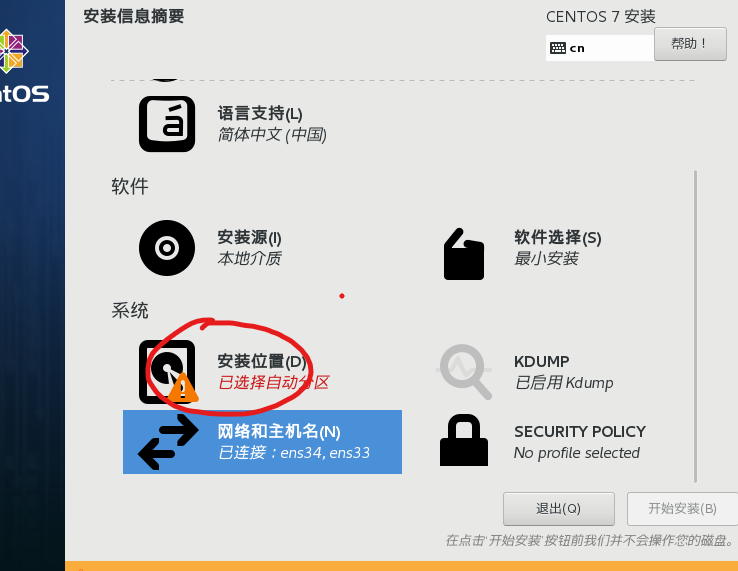 安装信息摘要
CENTOS 7 安装
cn
帮助！
ntOS
语言支持(L)
简体中文 (中国)
软件
安装源(I)
本地介质
软件选择(S)
最小安装
系统
安装位置(D)
已选择自动分区
KDUMP
已启用 Kdump
网络和主机名(N)
已连接：ens34, ens33
SECURITY POLICY
No profile selected
退出(Q)
开始安装(B)
在点击'开始安装'按钮前我们并不会操作您的磁盘。